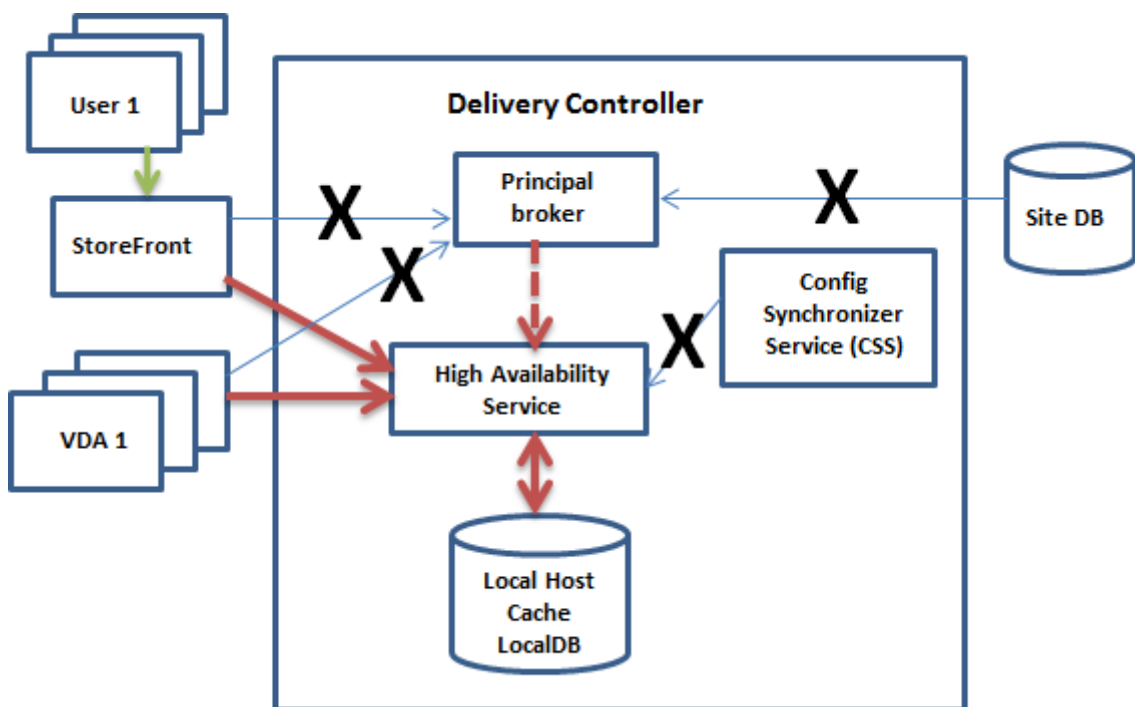 User 1
Delivery Controller
Principal
broker
X
X
Site DB
StoreFront
X
Config
Synchronizer
Service (CSS)
X
High Availability
Service
VDA 1
Local Host
Cache
LocalDB